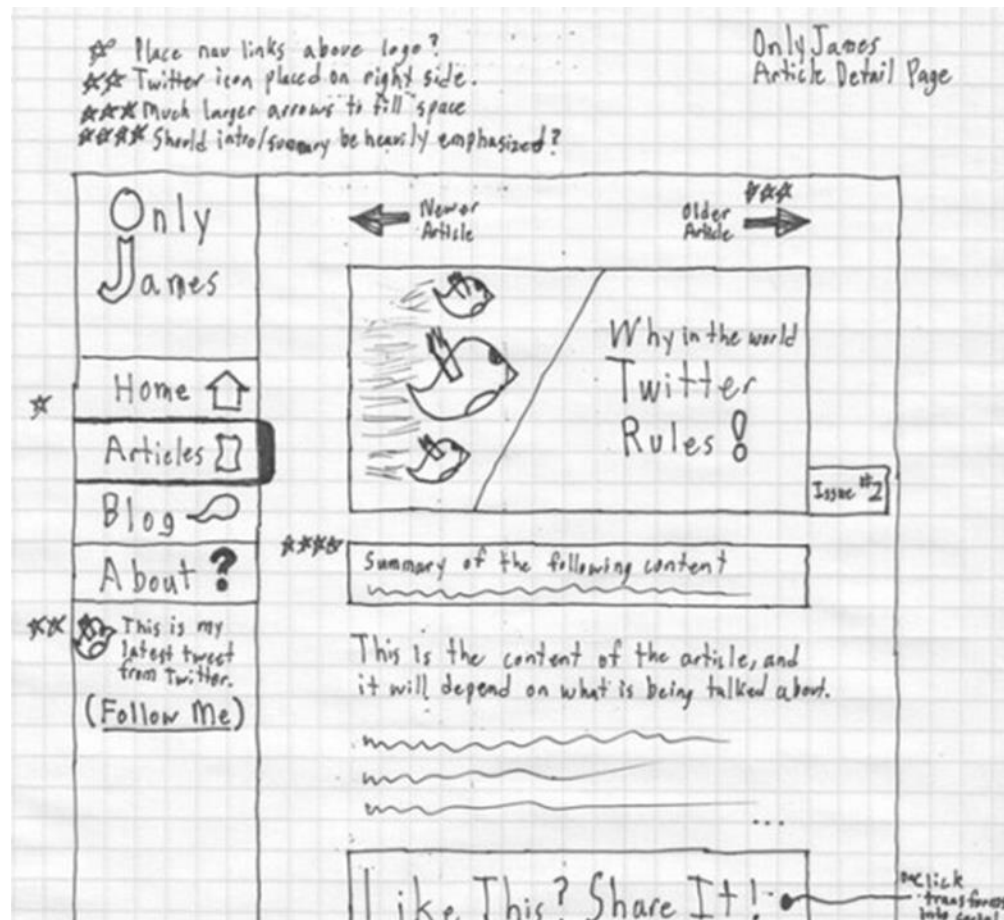 ☆ Place nav links above logo?
☆☆ Twitter icon placed on right side.
☆☆☆ Much larger arrows to fill space
☆☆☆☆ Should intro/summary be heavily emphasized?
Only James
Article Detail Page
Only
James
☆ Home
Articles
Blog
About ?
☆☆ This is my
latest tweet
from Twitter.
(Follow Me)
☆☆☆
Newer
Article
Older
Article
Why in the world
Twitter
Rules!
Issue #2
☆☆☆☆ Summary of the following content
This is the content of the article, and
it will depend on what is being talked about.
...
Like This? Share It!
onClick